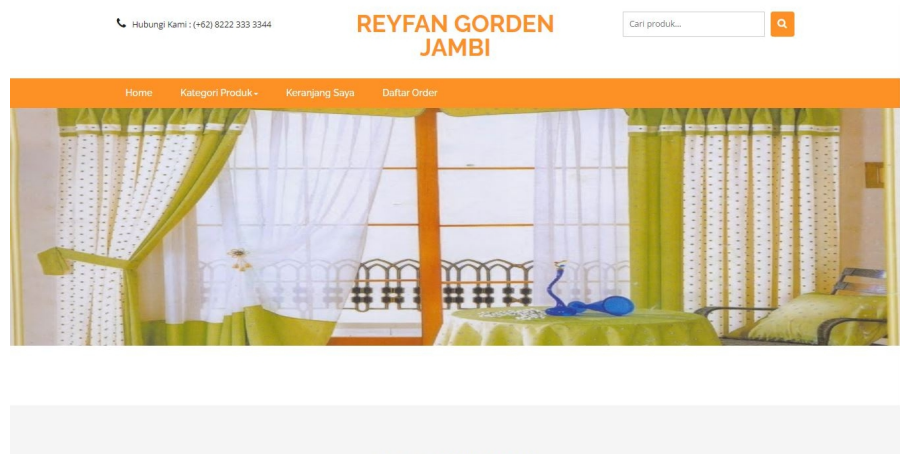 Hubungi Kami : (+62) 8222 333 3344
REYFAN GORDEN
JAMBI
Cari produk...
Home Kategori Produk Keranjang Saya Daftar Order